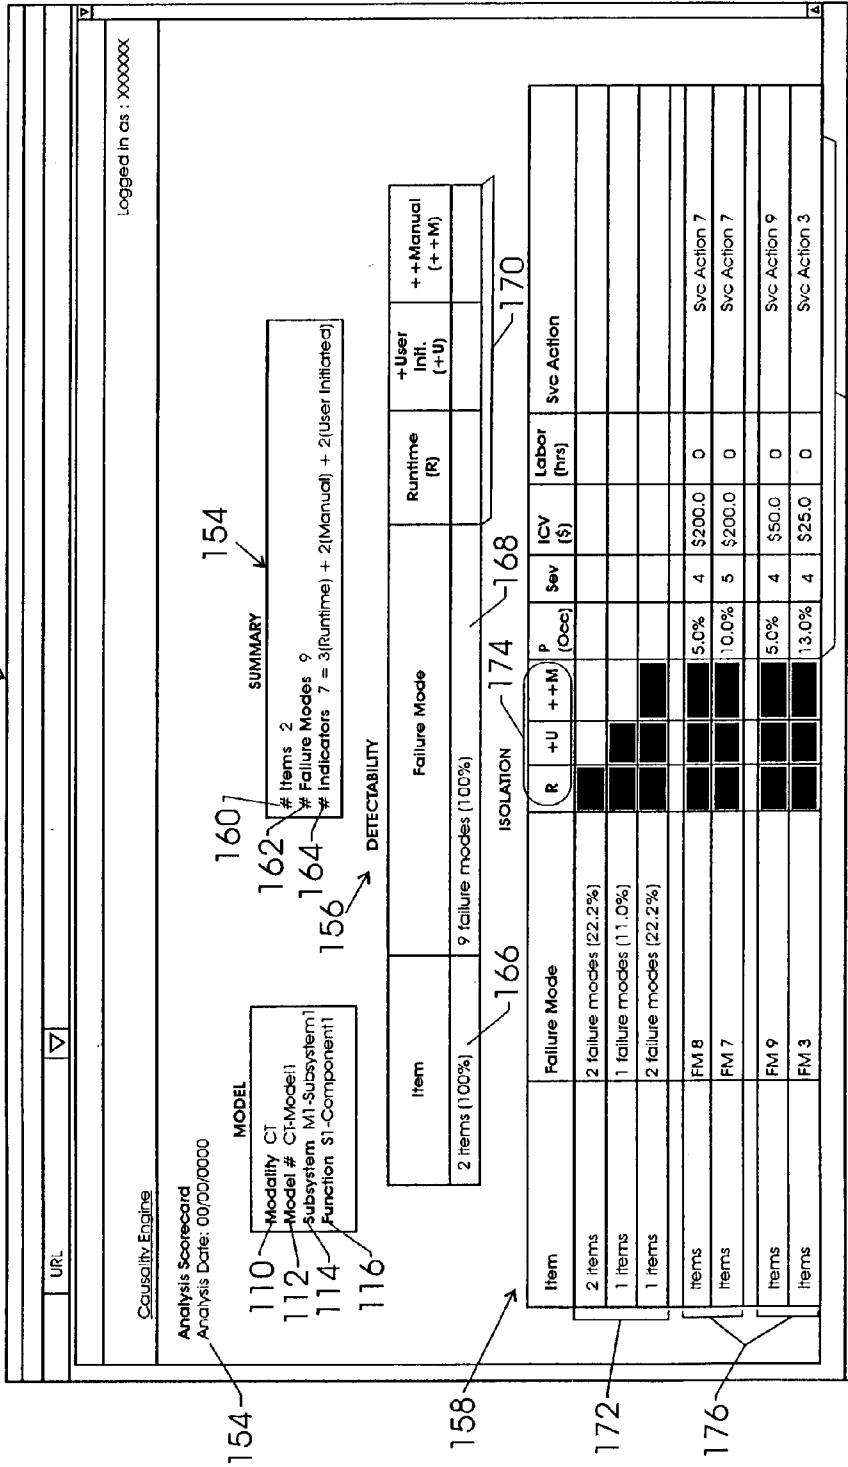 URL
Causality Engine
Logged in as : XXXXXX
Analysis Scorecard
Analysis Date: 00/00/0000
154
MODEL
110
112
114
116
Modality CT
Model # CT-Model1
Subsystem M1-Subsystem1
Function S1-Component1
SUMMARY
154
160
162
164
# Items 2
# Failure Modes 9
# Indicators 7 = 3(Runtime) + 2(Manual) + 2(User Initiated)
156
DETECTABILITY
Item Failure Mode Runtime (R) +User Init. (+U) ++Manual (++M)
2 items (100%) 9 failure modes (100%)
166
168
170
158
ISOLATION
174
Item Failure Mode R +U ++M P (Occ) Sev ICV ($) Labor (hrs) Svc Action
2 items 2 failure modes (22.2%)
1 items 1 failure modes (11.0%)
1 items 2 failure modes (22.2%)
172
Items FM 8 5.0% 4 $200.0 0 Svc Action 7
Items FM 7 10.0% 5 $200.0 0 Svc Action 7
Items FM 9 5.0% 4 $50.0 0 Svc Action 9
Items FM 3 13.0% 4 $25.0 0 Svc Action 3
176